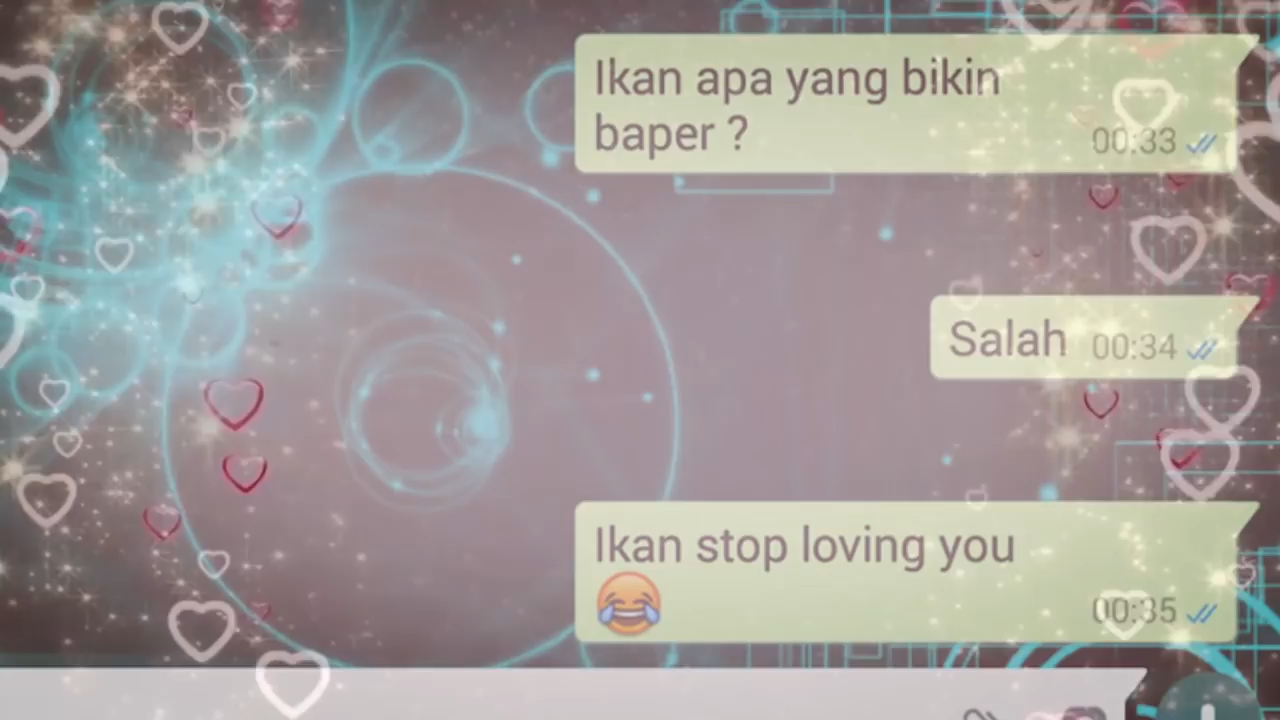 Ikan apa yang bikin
baper ?
00:33
Salah
00:34
Ikan stop loving you
😂
00:35